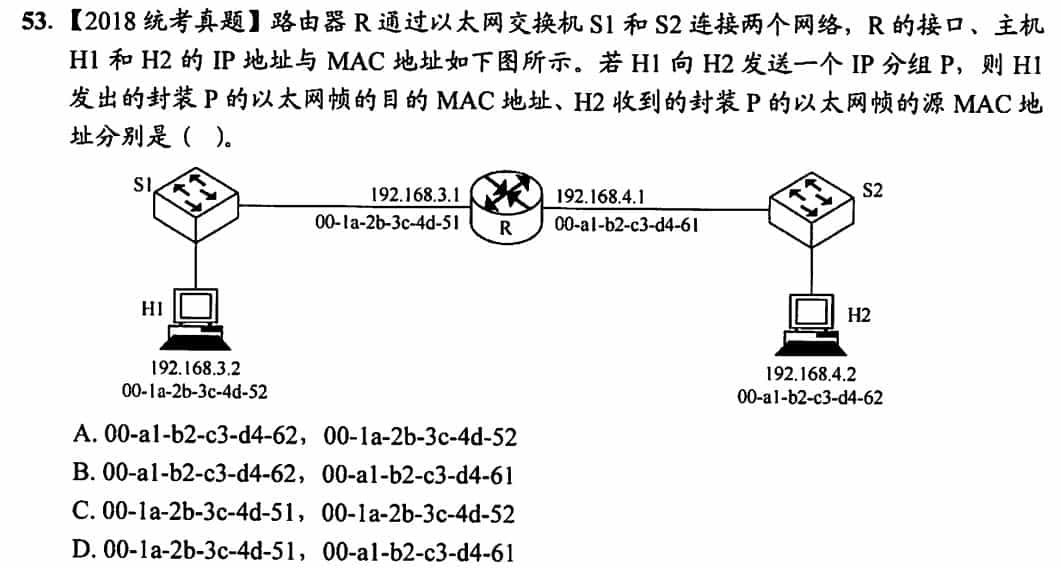 53.【2018 统考真题】路由器 R 通过以太网交换机 S1 和 S2 连接两个网络，R 的接口、主机
H1 和 H2 的 IP 地址与 MAC 地址如下图所示。若 H1 向 H2 发送一个 IP 分组 P，则 H1
发出的封装 P 的以太网帧的目的 MAC 地址、H2 收到的封装 P 的以太网帧的源 MAC 地
址分别是（ ）。
S1
192.168.3.1
192.168.4.1
S2
00-1a-2b-3c-4d-51
R
00-a1-b2-c3-d4-61
H1
H2
192.168.3.2
00-1a-2b-3c-4d-52
192.168.4.2
00-a1-b2-c3-d4-62
A. 00-a1-b2-c3-d4-62，00-1a-2b-3c-4d-52
B. 00-a1-b2-c3-d4-62，00-a1-b2-c3-d4-61
C. 00-1a-2b-3c-4d-51，00-1a-2b-3c-4d-52
D. 00-1a-2b-3c-4d-51，00-a1-b2-c3-d4-61